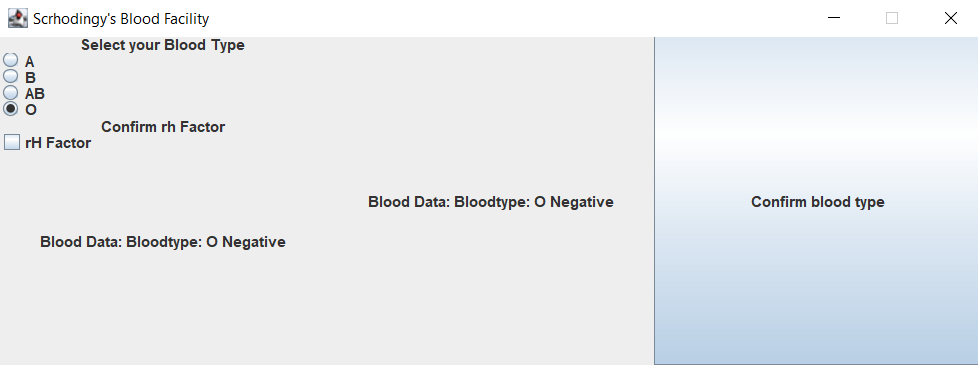 Scrhodingy's Blood Facility
Select your Blood Type
A
B
AB
O
Confirm rh Factor
rH Factor
Blood Data: Bloodtype: O Negative
Confirm blood type
Blood Data: Bloodtype: O Negative